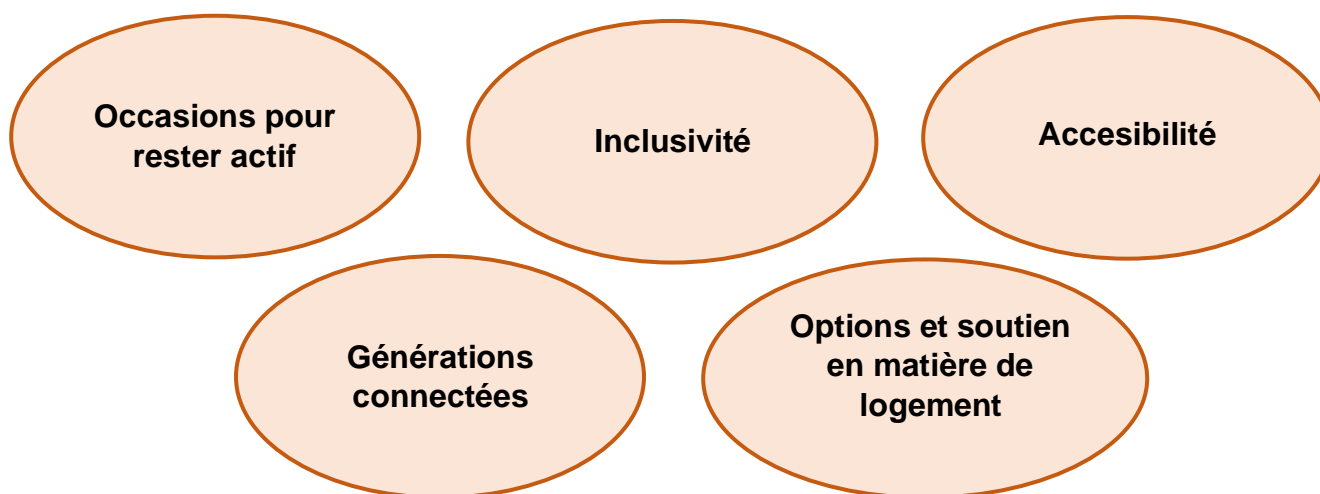 Occasions pour
rester actif
Inclusivité
Accesibilité
Générations
connectées
Options et soutien
en matière de
logement